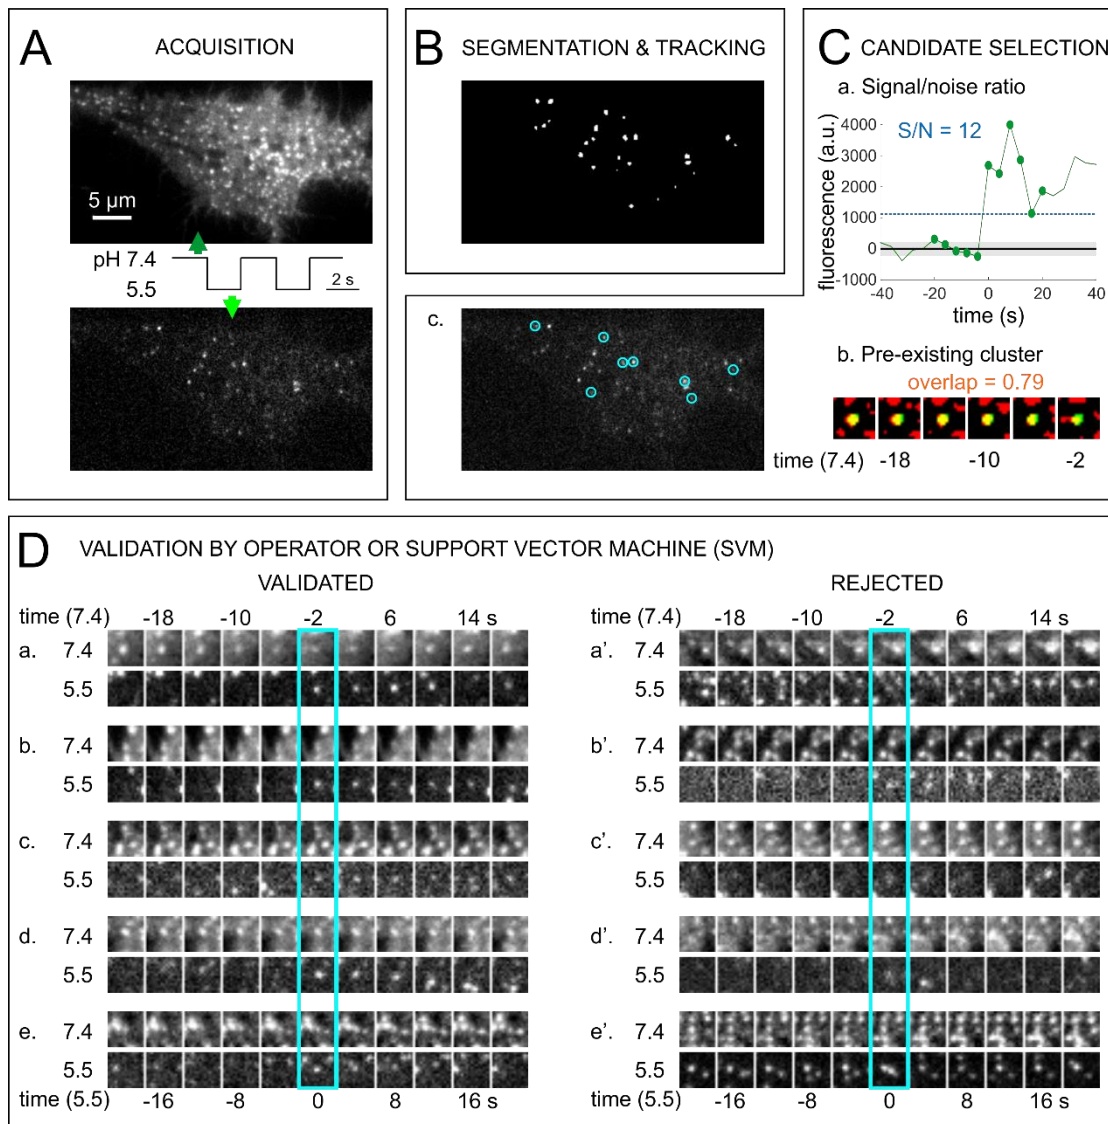 A ACQUISITION
5 µm
pH 7.4
5.5
2 s
B SEGMENTATION & TRACKING
C CANDIDATE SELECTION
a. Signal/noise ratio
S/N = 12
fluorescence (a.u.)
4000
3000
2000
1000
0
-1000
-40 -20 0 20 40
time (s)
b. Pre-existing cluster
overlap = 0.79
time (7.4) -18 -10 -2
c.
D VALIDATION BY OPERATOR OR SUPPORT VECTOR MACHINE (SVM)
VALIDATED
time (7.4) -18 -10 -2 6 14 s
a. 7.4
5.5
b. 7.4
5.5
c. 7.4
5.5
d. 7.4
5.5
e. 7.4
5.5
time (5.5) -16 -8 0 8 16 s
REJECTED
time (7.4) -18 -10 -2 6 14 s
a'. 7.4
5.5
b'. 7.4
5.5
c'. 7.4
5.5
d'. 7.4
5.5
e'. 7.4
5.5
time (5.5) -16 -8 0 8 16 s